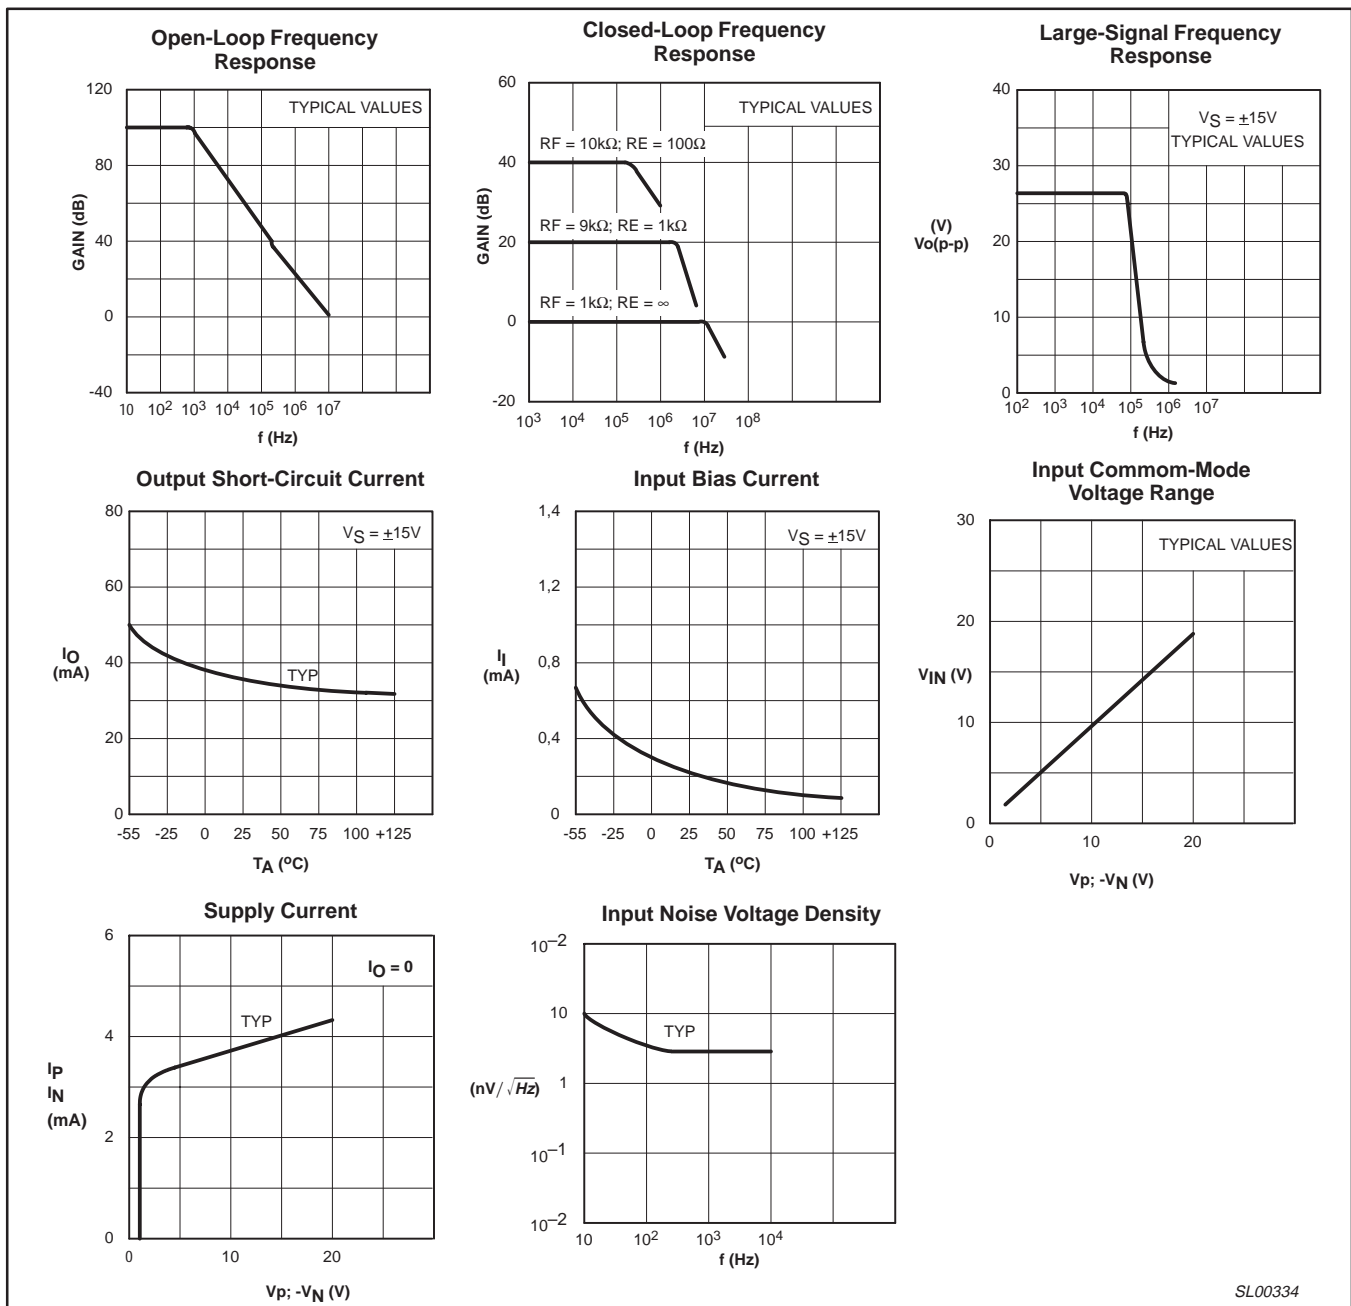 Open-Loop Frequency
Response
120
80
40
0
-40
GAIN (dB)
TYPICAL VALUES
10 10² 10³ 10⁴ 10⁵ 10⁶ 10⁷
f (Hz)
Closed-Loop Frequency
Response
60
40
20
0
-20
GAIN (dB)
TYPICAL VALUES
RF = 10kΩ; RE = 100Ω
RF = 9kΩ; RE = 1kΩ
RF = 1kΩ; RE = ∞
10³ 10⁴ 10⁵ 10⁶ 10⁷ 10⁸
f (Hz)
Large-Signal Frequency
Response
40
30
20
10
0
(V)
Vo(p-p)
VS = ±15V
TYPICAL VALUES
10² 10³ 10⁴ 10⁵ 10⁶ 10⁷
f (Hz)
Output Short-Circuit Current
80
60
40
20
0
IO
(mA)
VS = ±15V
TYP
-55 -25 0 25 50 75 100 +125
TA (oC)
Input Bias Current
1,4
1,2
0,8
0,4
0
II
(mA)
VS = ±15V
-55 -25 0 25 50 75 100 +125
TA (oC)
Input Commom-Mode
Voltage Range
30
20
10
0
VIN (V)
TYPICAL VALUES
0 10 20
Vp; -VN (V)
Supply Current
6
4
2
0
IP
IN
(mA)
IO = 0
TYP
0 10 20
Vp; -VN (V)
Input Noise Voltage Density
10⁻²
10
1
10⁻¹
10⁻²
(nV/√Hz)
TYP
10 10² 10³ 10⁴
f (Hz)
SL00334